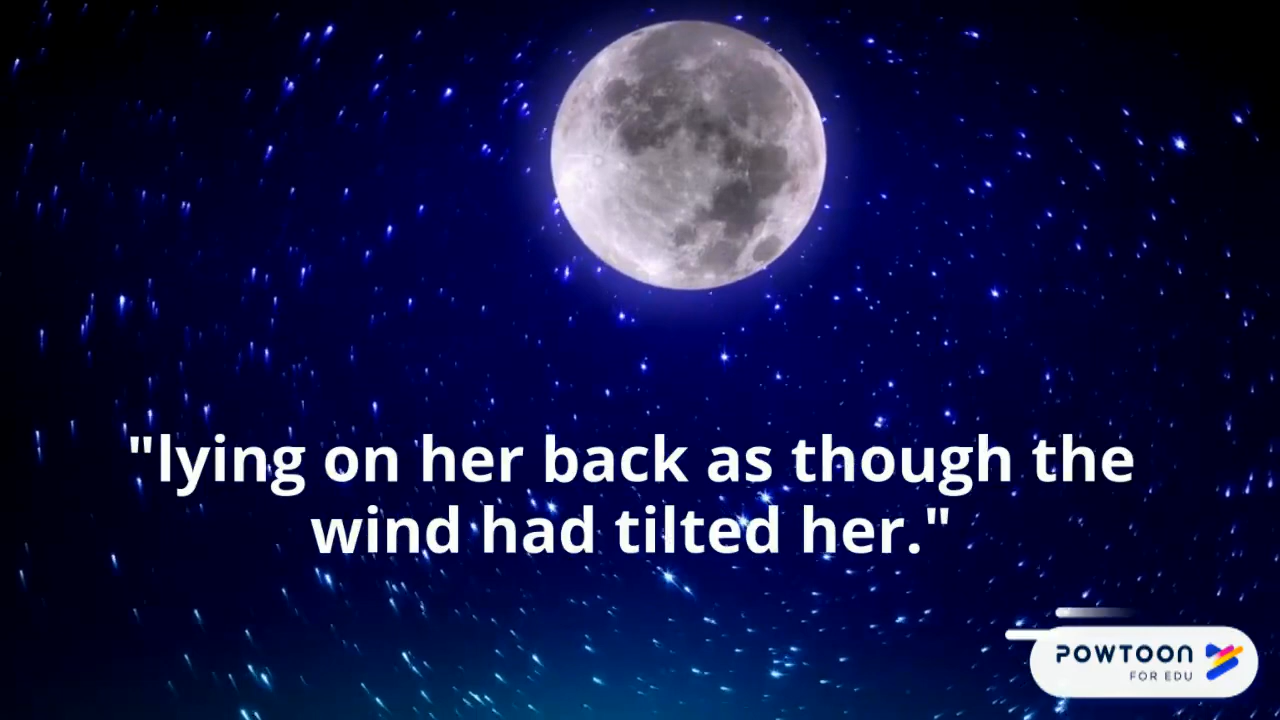 "lying on her back as though the
wind had tilted her."
POWTOON
FOR EDU